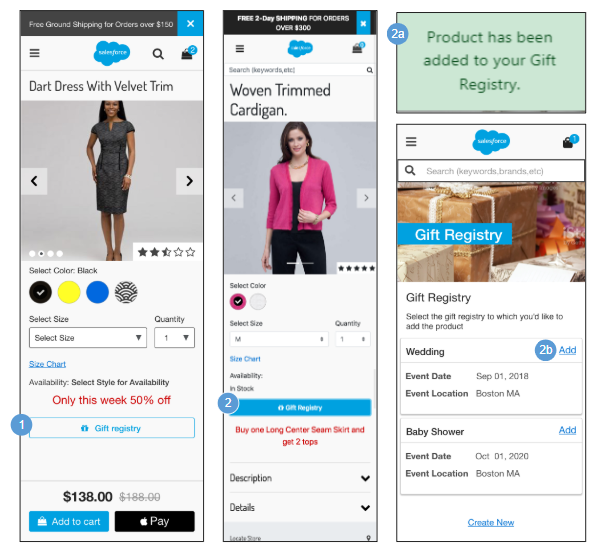 Free Ground Shipping for Orders over $150
×
salesforce
2
Dart Dress With Velvet Trim
Select Color: Black
Select Size
Quantity
Select Size
1
Size Chart
Availability: Select Style for Availability
Only this week 50% off
1
Gift registry
$138.00 $188.00
Add to cart
Pay
FREE 2-Day SHIPPING FOR ORDERS
OVER $300
×
salesforce
Search (keywords,etc)
Woven Trimmed
Cardigan.
Select Color
Select Size
Quantity
M
1
Size Chart
Availability:
In Stock
2
Gift Registry
Buy one Long Center Seam Skirt and
get 2 tops
Description
Details
Locate Store
2a
Product has been
added to your Gift
Registry.
salesforce
1
Search (keywords,brands,etc)
Gift Registry
Gift Registry
Select the gift registry to which you'd like to
add the product
Wedding
2b
Add
Event Date Sep 01, 2018
Event Location Boston MA
Baby Shower
Add
Event Date Oct 01, 2020
Event Location Boston MA
Create New